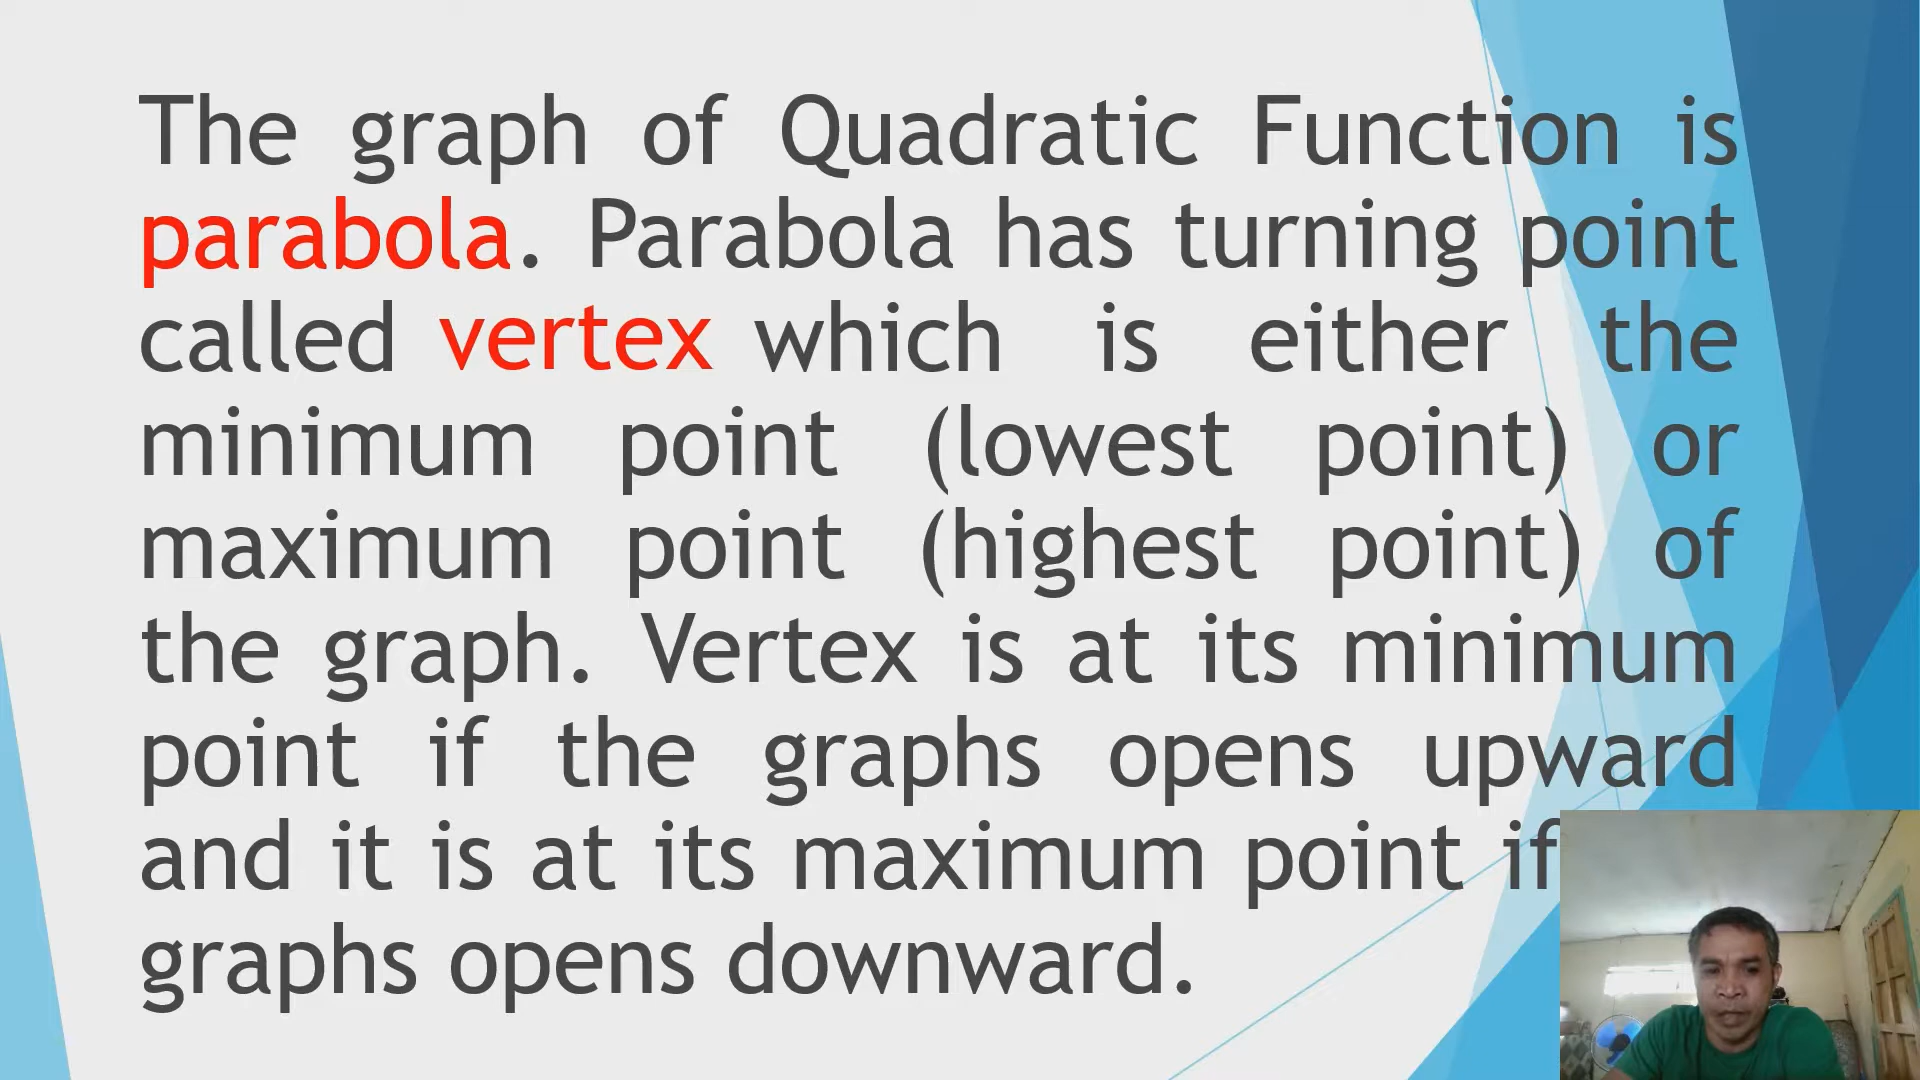 The graph of Quadratic Function is
parabola. Parabola has turning point
called vertex which is either the
minimum point (lowest point) or
maximum point (highest point) of
the graph. Vertex is at its minimum
point if the graphs opens upward
and it is at its maximum point if
graphs opens downward.